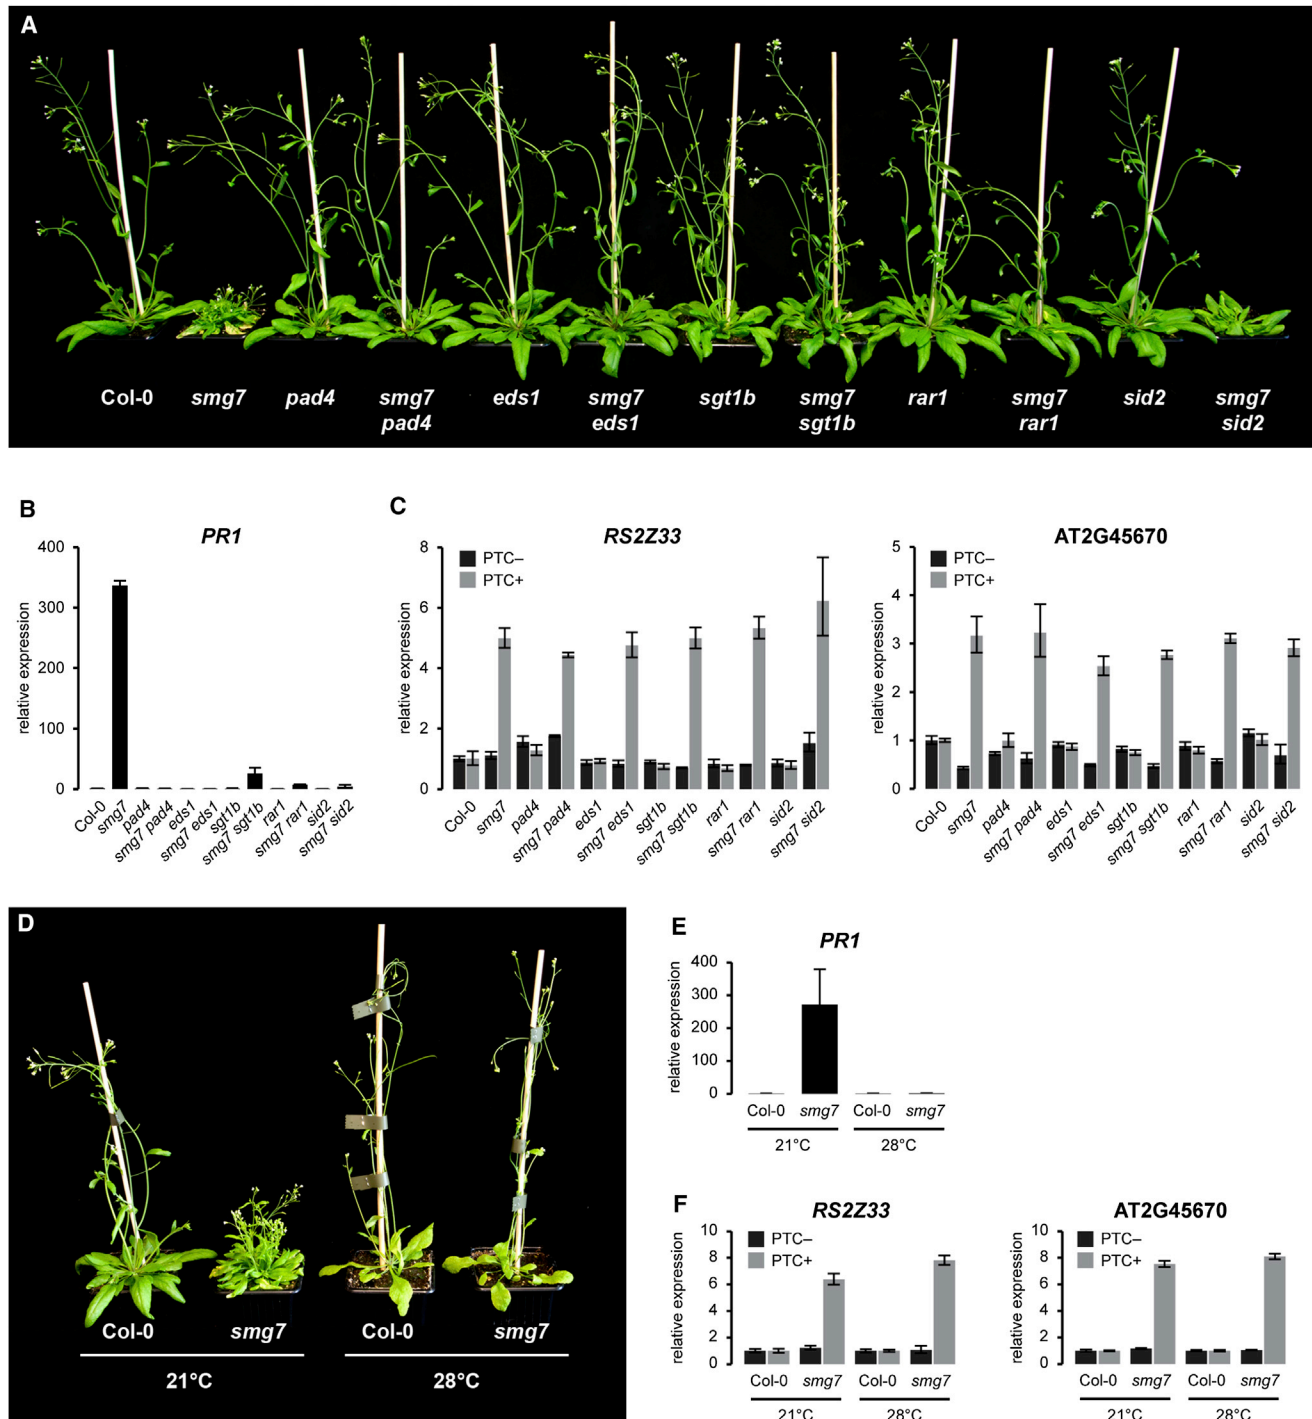 A
Col-0 smg7 pad4 smg7 eds1 smg7 sgt1b smg7 rar1 smg7 sid2 smg7
pad4 eds1 sgt1b rar1 sid2
B
PR1
relative expression
400
300
200
100
0
Col-0 smg7 pad4 smg7 pad4 eds1 smg7 eds1 sgt1b smg7 sgt1b rar1 smg7 rar1 sid2 smg7 sid2
C
RS2Z33
PTC–
PTC+
relative expression
8
6
4
2
0
Col-0 smg7 pad4 smg7 pad4 eds1 smg7 eds1 sgt1b smg7 sgt1b rar1 smg7 rar1 sid2 smg7 sid2
AT2G45670
PTC–
PTC+
relative expression
5
4
3
2
1
0
Col-0 smg7 pad4 smg7 pad4 eds1 smg7 eds1 sgt1b smg7 sgt1b rar1 smg7 rar1 sid2 smg7 sid2
D
Col-0 smg7 Col-0 smg7
21°C 28°C
E
PR1
relative expression
400
300
200
100
0
Col-0 smg7 Col-0 smg7
21°C 28°C
F
RS2Z33
PTC–
PTC+
relative expression
10
8
6
4
2
0
Col-0 smg7 Col-0 smg7
21°C 28°C
AT2G45670
PTC–
PTC+
relative expression
10
8
6
4
2
0
Col-0 smg7 Col-0 smg7
21°C 28°C